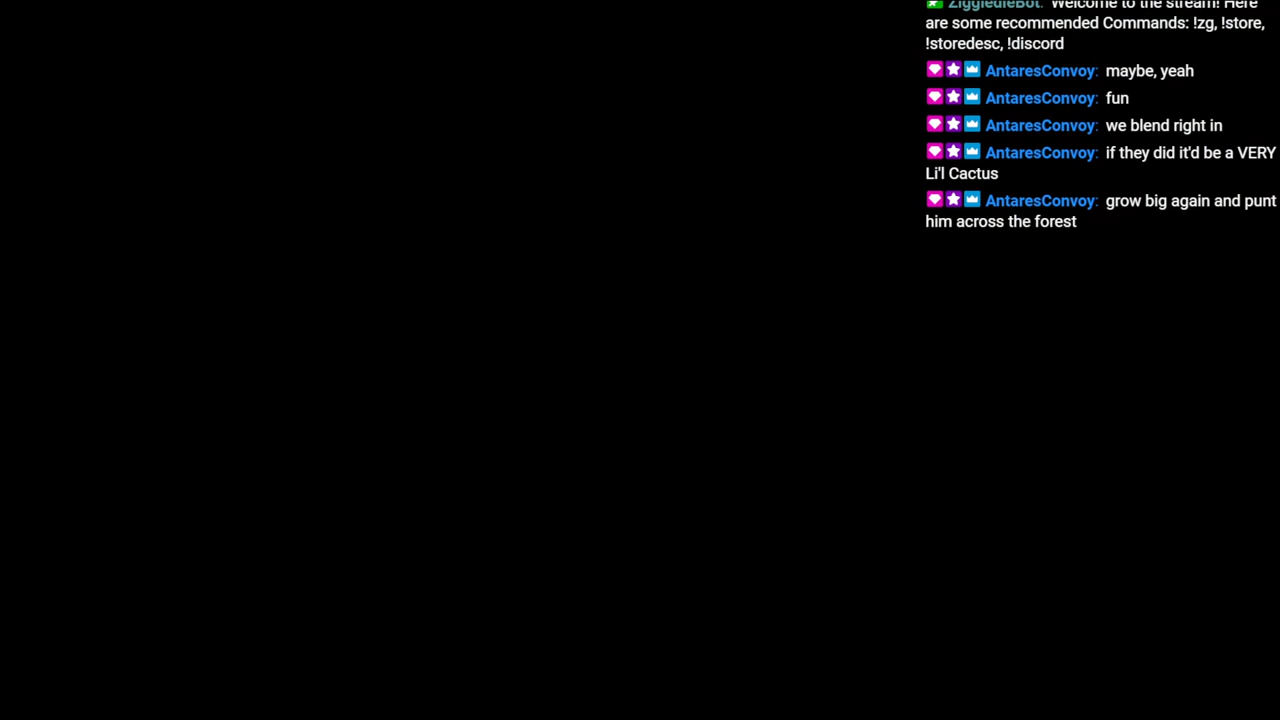 ZiggledieBot: Welcome to the stream! Here
are some recommended Commands: !zg, !store,
!storedesc, !discord
AntaresConvoy: maybe, yeah
AntaresConvoy: fun
AntaresConvoy: we blend right in
AntaresConvoy: if they did it'd be a VERY
Li'l Cactus
AntaresConvoy: grow big again and punt
him across the forest